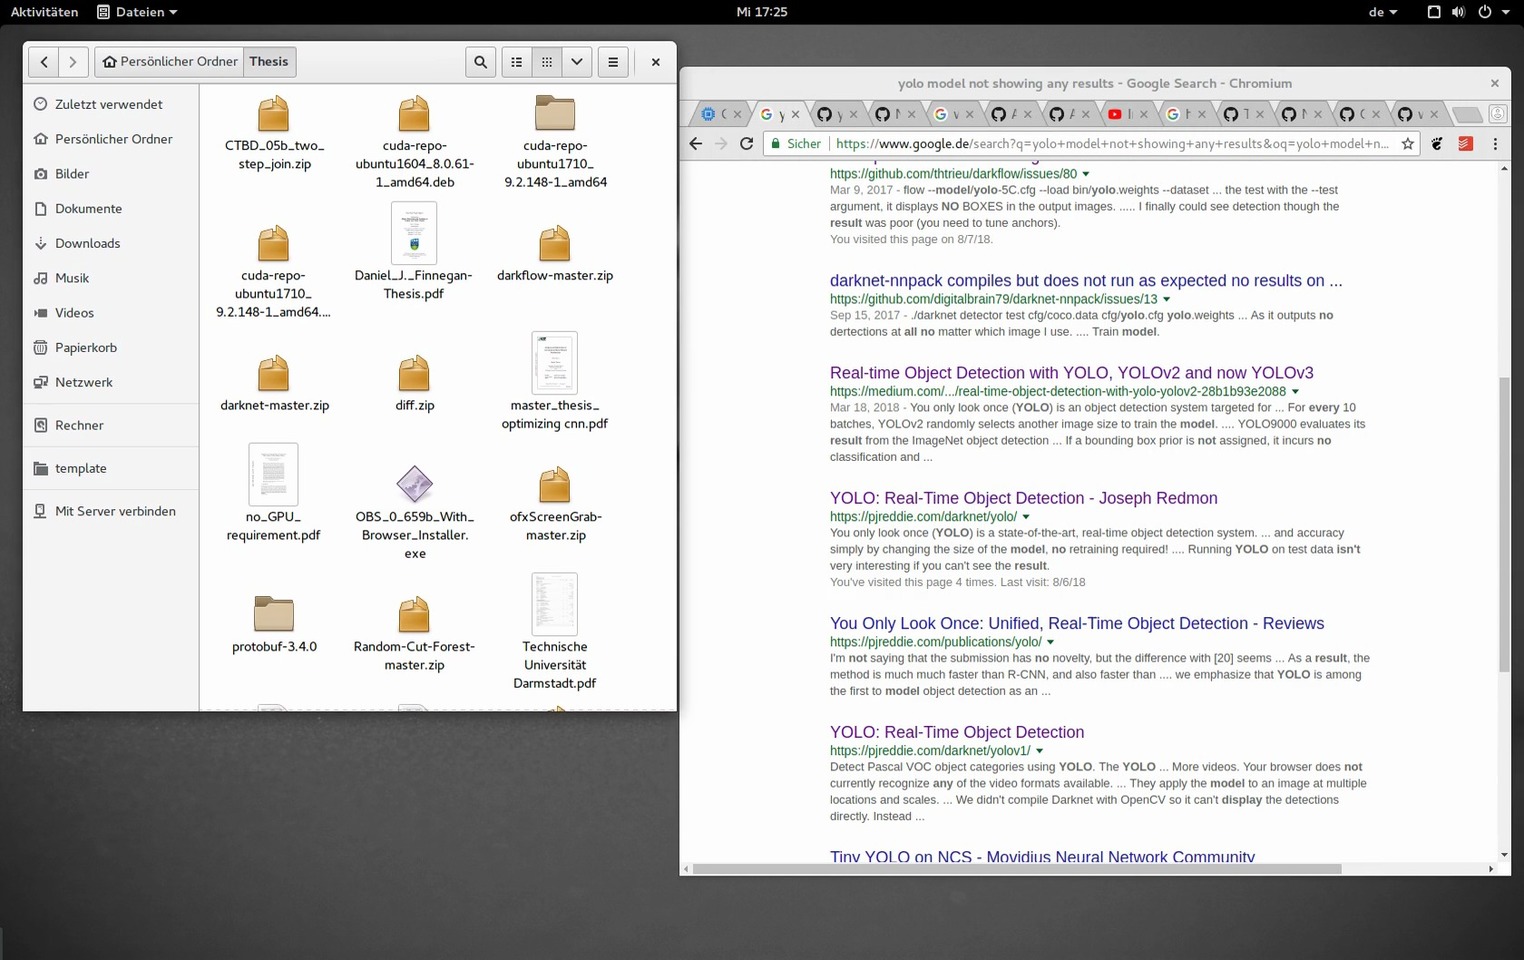 Aktivitäten Dateien Mi 17:25 de
Persönlicher Ordner Thesis
Zuletzt verwendet
Persönlicher Ordner
Bilder
Dokumente
Downloads
Musik
Videos
Papierkorb
Netzwerk
Rechner
template
Mit Server verbinden
CTBD_05b_two_
step_join.zip
cuda-repo-
ubuntu1604_8.0.61-
1_amd64.deb
cuda-repo-
ubuntu1710_
9.2.148-1_amd64
cuda-repo-
ubuntu1710_
9.2.148-1_amd64....
Daniel_J._Finnegan-
Thesis.pdf
darkflow-master.zip
darknet-master.zip
diff.zip
master_thesis_
optimizing cnn.pdf
no_GPU_
requirement.pdf
OBS_0_659b_With_
Browser_Installer.
exe
ofxScreenGrab-
master.zip
protobuf-3.4.0
Random-Cut-Forest-
master.zip
Technische
Universität
Darmstadt.pdf
yolo model not showing any results - Google Search - Chromium
Sicher https://www.google.de/search?q=yolo+model+not+showing+any+results&oq=yolo+model+n...
https://github.com/thtrieu/darkflow/issues/80
Mar 9, 2017 - flow --model/yolo-5C.cfg --load bin/yolo.weights --dataset ... the test with the --test
argument, it displays NO BOXES in the output images. ..... I finally could see detection though the
result was poor (you need to tune anchors).
You visited this page on 8/7/18.
darknet-nnpack compiles but does not run as expected no results on ...
https://github.com/digitalbrain79/darknet-nnpack/issues/13
Sep 15, 2017 - ./darknet detector test cfg/coco.data cfg/yolo.cfg yolo.weights ... As it outputs no
dertections at all no matter which image I use. .... Train model.
Real-time Object Detection with YOLO, YOLOv2 and now YOLOv3
https://medium.com/.../real-time-object-detection-with-yolo-yolov2-28b1b93e2088
Mar 18, 2018 - You only look once (YOLO) is an object detection system targeted for ... For every 10
batches, YOLOv2 randomly selects another image size to train the model. .... YOLO9000 evaluates its
result from the ImageNet object detection ... If a bounding box prior is not assigned, it incurs no
classification and ...
YOLO: Real-Time Object Detection - Joseph Redmon
https://pjreddie.com/darknet/yolo/
You only look once (YOLO) is a state-of-the-art, real-time object detection system. ... and accuracy
simply by changing the size of the model, no retraining required! .... Running YOLO on test data isn't
very interesting if you can't see the result.
You've visited this page 4 times. Last visit: 8/6/18
You Only Look Once: Unified, Real-Time Object Detection - Reviews
https://pjreddie.com/publications/yolo/
I'm not saying that the submission has no novelty, but the difference with [20] seems ... As a result, the
method is much much faster than R-CNN, and also faster than .... we emphasize that YOLO is among
the first to model object detection as an ...
YOLO: Real-Time Object Detection
https://pjreddie.com/darknet/yolov1/
Detect Pascal VOC object categories using YOLO. The YOLO ... More videos. Your browser does not
currently recognize any of the video formats available. ... They apply the model to an image at multiple
locations and scales. ... We didn't compile Darknet with OpenCV so it can't display the detections
directly. Instead ...
Tiny YOLO on NCS - Movidius Neural Network Community